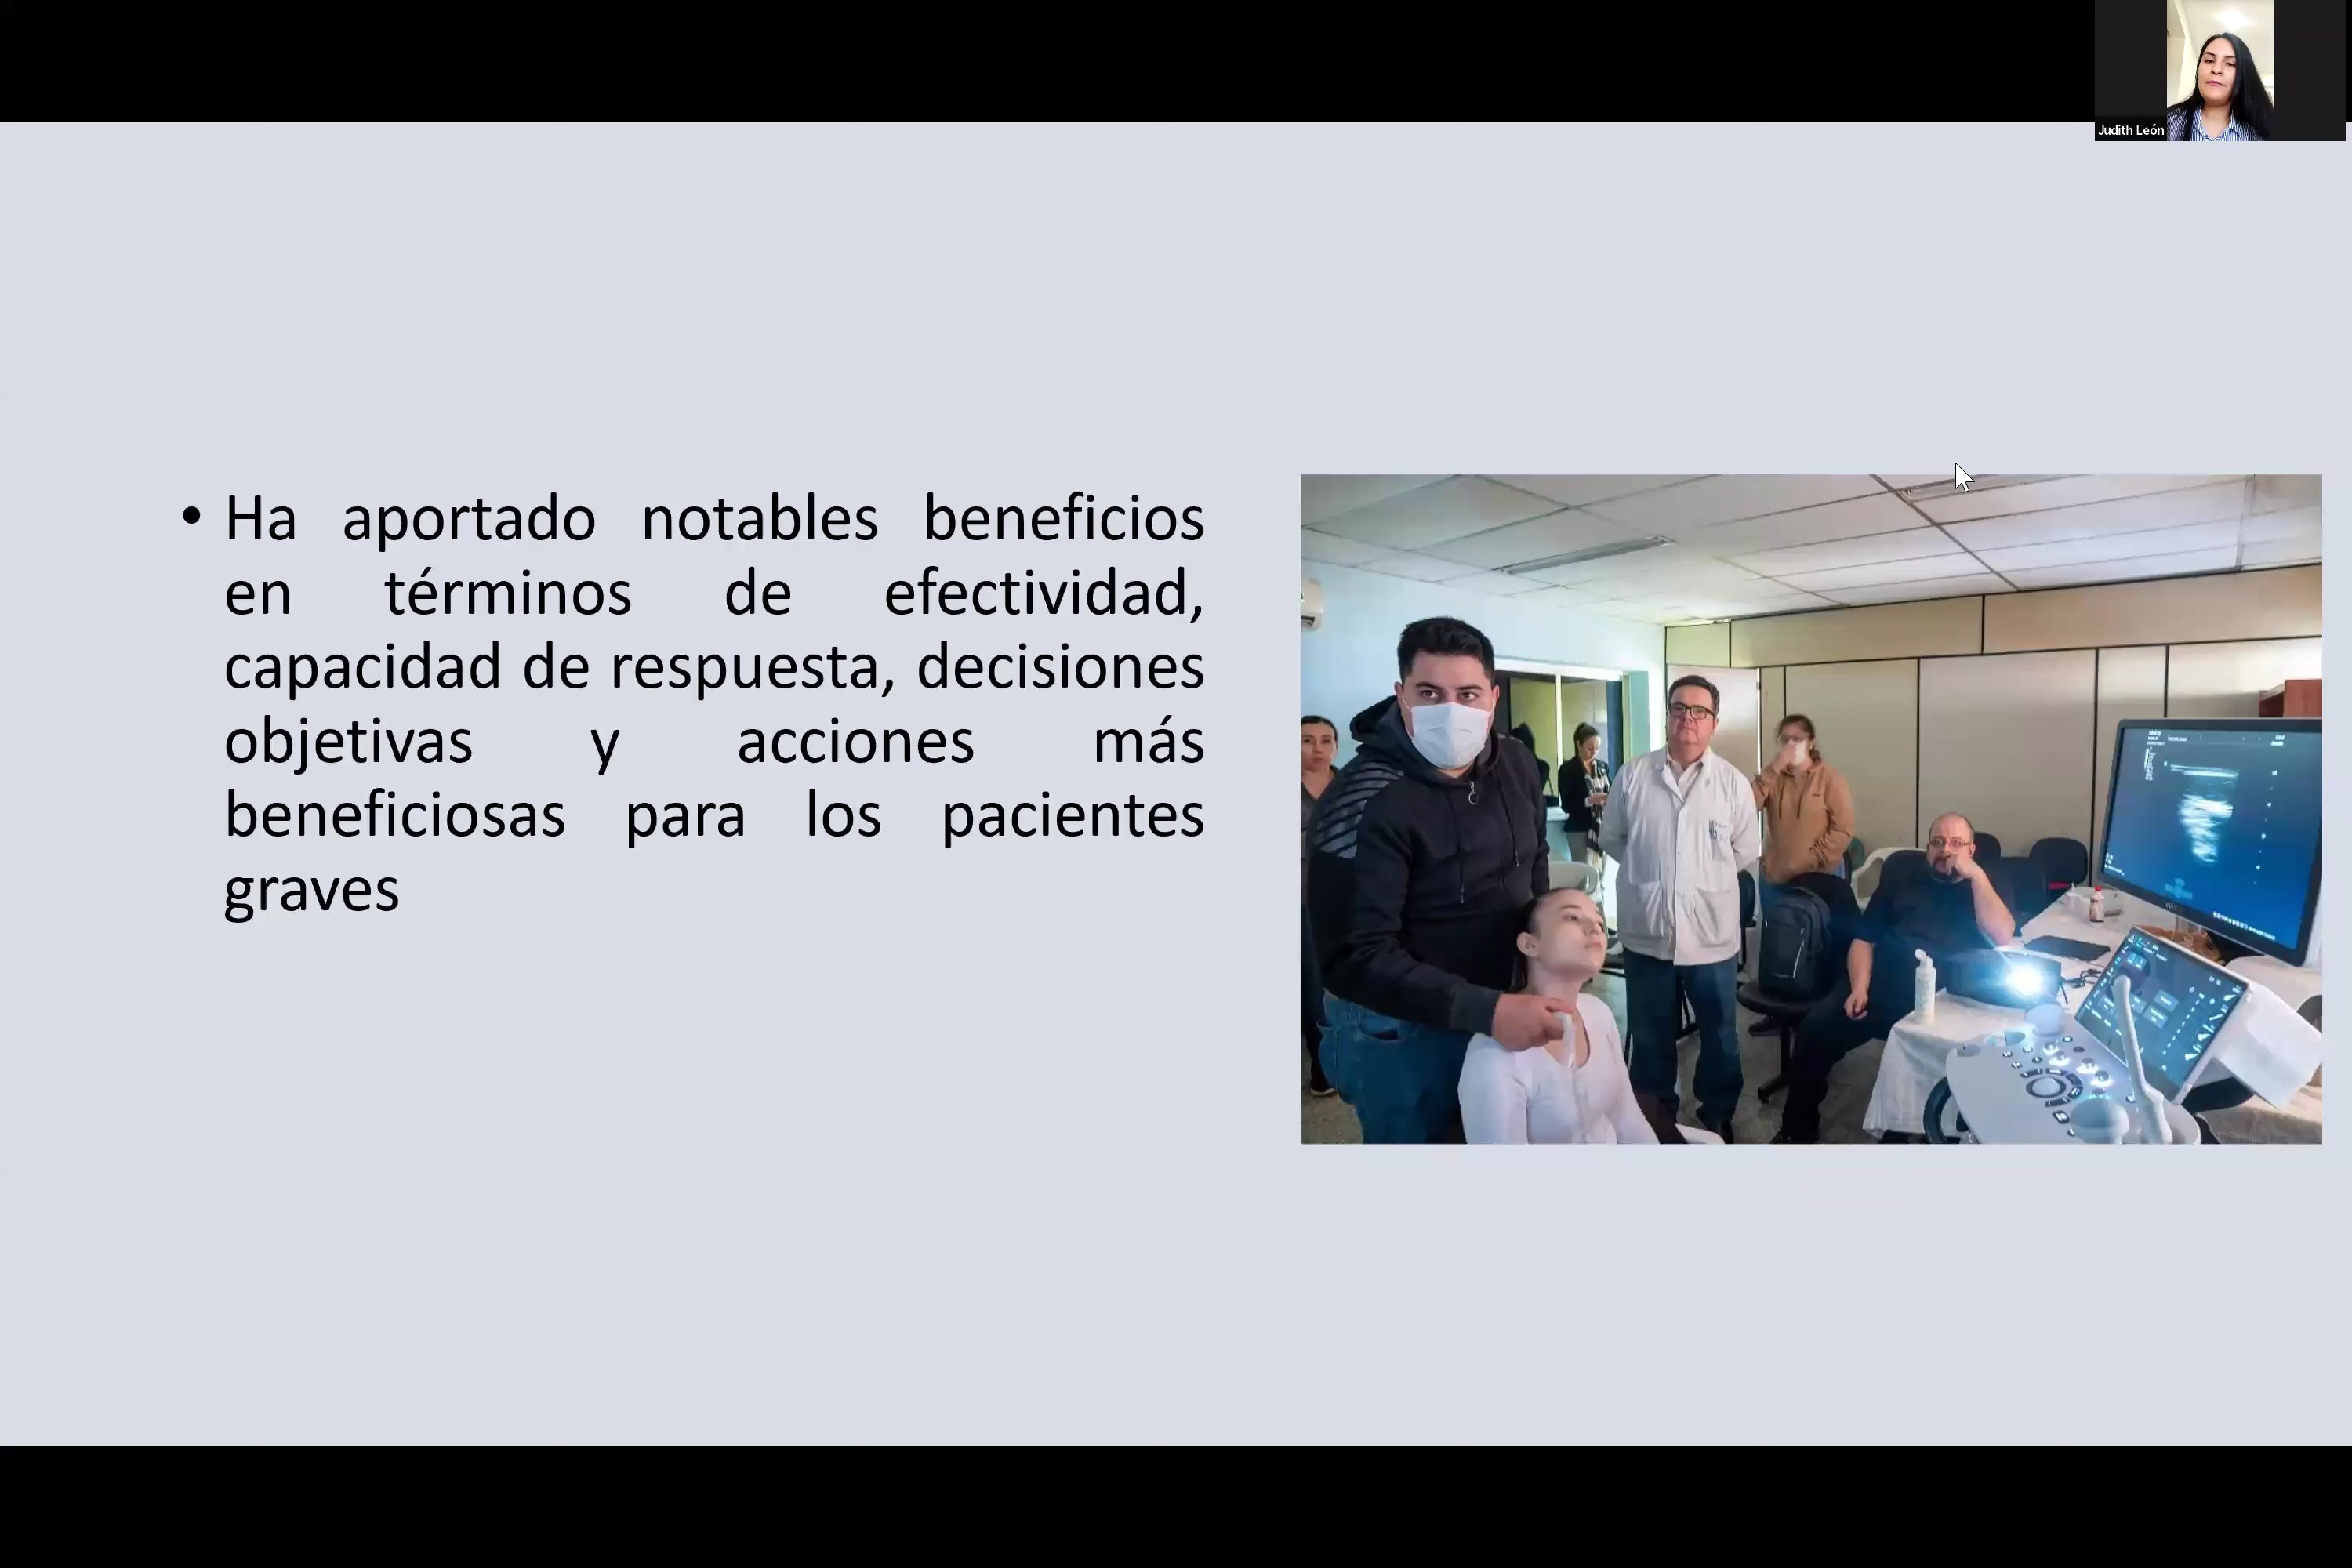 Judith León
• Ha aportado notables beneficios
en términos de efectividad,
capacidad de respuesta, decisiones
objetivas y acciones más
beneficiosas para los pacientes
graves